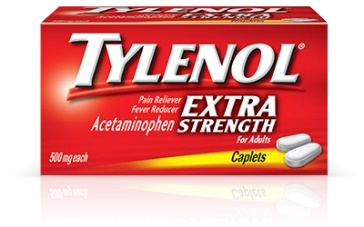 TYLENOL®
Pain Reliever
Fever Reducer
Acetaminophen
EXTRA
STRENGTH
For Adults
500 mg each
Caplets